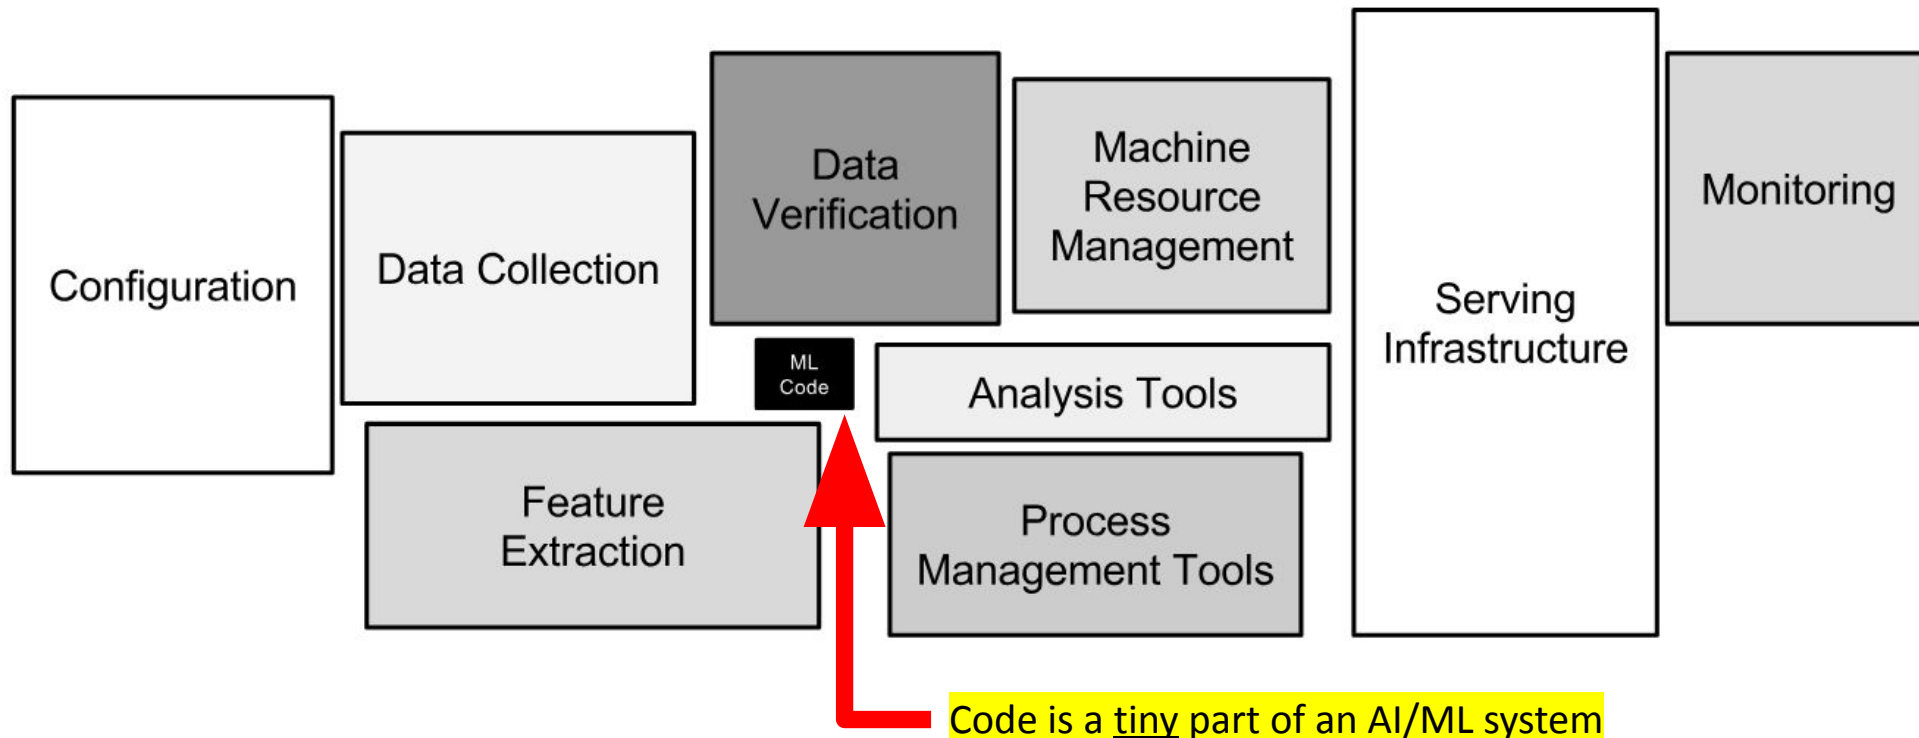 Configuration
Data Collection
Data
Verification
Machine
Resource
Management
Serving
Infrastructure
Monitoring
ML
Code
Analysis Tools
Feature
Extraction
Process
Management Tools
Code is a tiny part of an AI/ML system